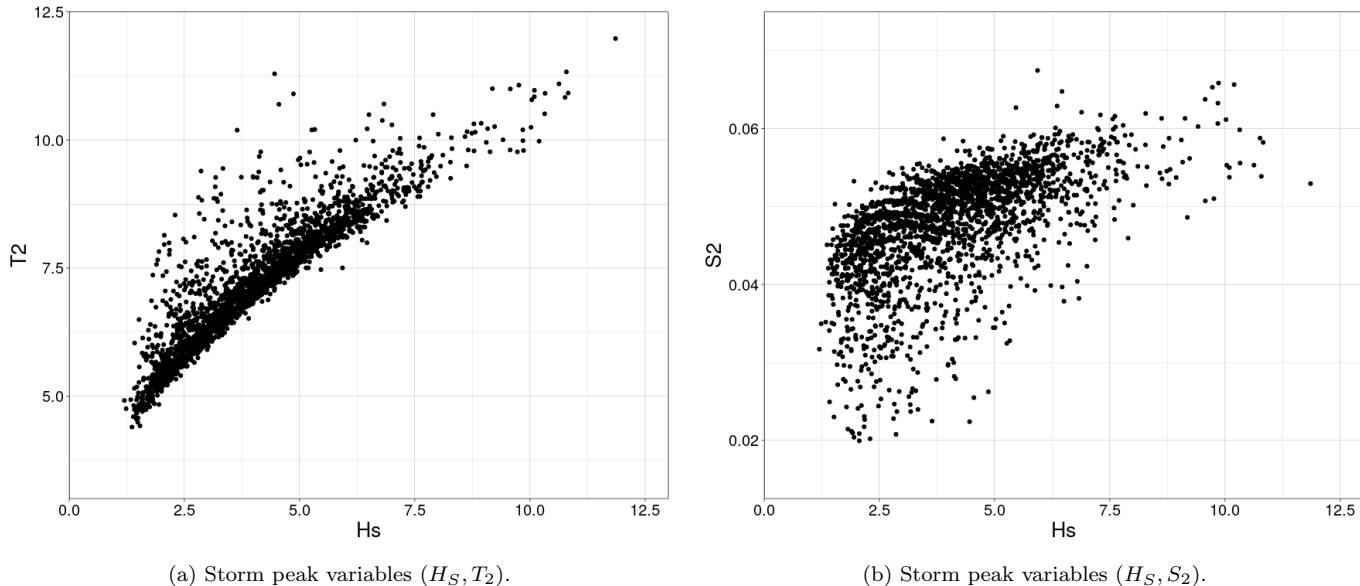 12.5
10.0
7.5
5.0
T2
0.0 2.5 5.0 7.5 10.0 12.5
Hs
(a) Storm peak variables (H_S, T_2).
0.06
0.04
0.02
S2
0.0 2.5 5.0 7.5 10.0 12.5
Hs
(b) Storm peak variables (H_S, S_2).